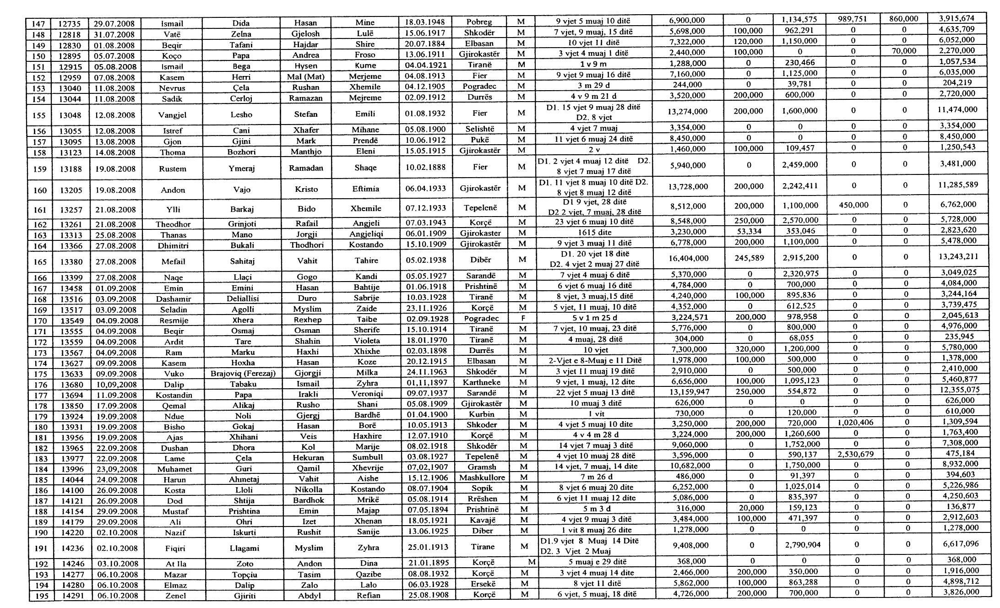 147 12735 29.07.2008 Ismail Dida Hasan Mine 18.03.1948 Pobreg M 9 vjet 5 muaj 10 ditë 6,900,000 0 1,134,575 989,751 860,000 3,915,674
148 12818 31.07.2008 Vatë Zelna Gjelosh Lulë 15.06.1917 Shkodër M 7 vjet, 9 muaj, 15 ditë 5,698,000 100,000 962,291 0 0 4,635,709
149 12830 01.08.2008 Beqir Tafani Hajdar Shire 20.07.1884 Elbasan M 10 vjet 11 ditë 7,322,000 120,000 1,150,000 0 0 6,052,000
150 12895 05.07.2008 Koço Papa Andrea Froso 13.06.1911 Gjirokastër M 3 vjet 4 muaj 1 ditë 2,440,000 100,000 0 0 70,000 2,270,000
151 12915 05.08.2008 Ismail Bega Hysen Kume 04.04.1921 Tiranë M 1 v 9 m 1,288,000 0 230,466 0 0 1,057,534
152 12959 07.08.2008 Kasem Herri Mal (Mat) Merjeme 04.08.1913 Fier M 9 vjet 9 muaj 16 ditë 7,160,000 0 1,125,000 0 0 6,035,000
153 13040 11.08.2008 Nevrus Çela Rushan Xhemile 04.12.1905 Pogradec M 3 m 29 d 244,000 0 39,781 0 0 204,219
154 13044 11.08.2008 Sadik Cerloj Ramazan Mejreme 02.09.1912 Durrës M 4 v 9 m 21 d 3,520,000 200,000 600,000 0 0 2,720,000
155 13048 12.08.2008 Vangjel Lesho Stefan Emili 01.08.1932 Fier M D1. 15 vjet 9 muaj 28 ditë 13,274,000 200,000 1,600,000 0 0 11,474,000
D2. 8 vjet
156 13055 12.08.2008 Istref Cani Xhafer Mihane 05.08.1900 Selishtë M 4 vjet 7 muaj 3,354,000 0 0 0 0 3,354,000
157 13095 13.08.2008 Gjon Gjini Mark Prendë 10.06.1912 Pukë M 11 vjet 6 muaj 24 ditë 8,450,000 0 0 0 0 8,450,000
158 13123 14.08.2008 Thoma Bozhori Manthjo Eleni 15.05.1915 Gjirokastër M 2 v 1,460,000 100,000 109,457 0 0 1,250,543
159 13188 19.08.2008 Rustem Ymeraj Ramadan Shaqe 10.02.1888 Fier M D1. 2 vjet 4 muaj 12 ditë D2. 5,940,000 0 2,459,000 0 0 3,481,000
8 vjet 7 muaj 17 ditë
160 13205 19.08.2008 Andon Vajo Kristo Eftimia 06.04.1933 Gjirokastër M D1. 11 vjet 8 muaj 10 ditë D2. 13,728,000 200,000 2,242,411 0 0 11,285,589
8 vjet 8 muaj 12 ditë
161 13257 21.08.2008 Ylli Barkaj Bido Xhemile 07.12.1933 Tepelenë M D1 9 vjet, 28 ditë 8,512,000 200,000 1,100,000 450,000 0 6,762,000
D2 2 vjet, 7 muaj, 28 ditë
162 13261 21.08.2008 Theodhor Grinjoti Rafail Angjeli 07.03.1943 Korçë M 23 vjet 6 muaj 10 ditë 8,548,000 250,000 2,570,000 0 0 5,728,000
163 13313 25.08.2008 Thanas Mano Jorgji Angjeliqi 06.01.1909 Gjirokaster M 1615 dite 3,230,000 53,334 353,046 0 0 2,823,620
164 13366 27.08.2008 Dhimitri Bukali Thodhori Kostando 15.10.1909 Gjirokastër M 9 vjet 3 muaj 11 ditë 6,778,000 200,000 1,100,000 0 0 5,478,000
165 13380 27.08.2008 Mefail Sahitaj Vahit Tahire 05.02.1938 Dibër M D1. 20 vjet 18 ditë 16,404,000 245,589 2,915,200 0 0 13,243,211
D2. 4 vjet 2 muaj 27 ditë
166 13399 27.08.2008 Naqe Llaçi Gogo Kandi 05.05.1927 Sarandë M 7 vjet 4 muaj 6 ditë 5,370,000 0 2,320,975 0 0 3,049,025
167 13458 01.09.2008 Emin Emini Hasan Bahtije 01.06.1918 Prishtinë M 6 vjet 6 muaj 16 ditë 4,784,000 0 700,000 0 0 4,084,000
168 13516 03.09.2008 Dashamir Deliallisi Duro Sabrije 10.03.1928 Tiranë M 8 vjet, 3 muaj,15 ditë 4,240,000 100,000 895,836 0 0 3,244,164
169 13517 03.09.2008 Seladin Agolli Myslim Zaide 23.11.1926 Korçë M 5 vjet, 11 muaj, 10 ditë 4,352,000 0 612,525 0 0 3,739,475
170 13549 04.09.2008 Resmije Xhera Rexhep Taibe 02.09.1928 Pogradec F 5 v 1 m 25 d 3,224,571 200,000 978,958 0 0 2,045,613
171 13555 04.09.2008 Beqir Osmaj Osman Sherife 15.10.1914 Tiranë M 7 vjet, 10 muaj, 23 ditë 5,776,000 0 800,000 0 0 4,976,000
172 13559 04.09.2008 Ardit Tare Shahin Violeta 18.01.1970 Tiranë M 4 muaj, 28 ditë 304,000 0 68,055 0 0 235,945
173 13567 04.09.2008 Ram Marku Haxhi Xhixhe 02.03.1898 Durrës M 10 vjet 7,300,000 320,000 1,200,000 0 0 5,780,000
174 13627 09.09.2008 Kasem Hoxha Hasan Koze 20.12.1915 Elbasan M 2-Vjet e 8-Muaj e 11 Ditë 1,978,000 100,000 500,000 0 0 1,378,000
175 13633 09.09.2008 Vuko Brajoviq (Ferezaj) Gjorgji Milka 24.11.1963 Shkodër M 3 vjet 11 muaj 19 ditë 2,910,000 0 500,000 0 0 2,410,000
176 13680 10,09,2008 Dalip Tabaku Ismail Zyhra 01,11,1897 Karthneke M 9 vjet, 1 muaj, 12 dite 6,656,000 100,000 1,095,123 0 0 5,460,877
177 13694 11.09.2008 Kostandin Papa Irakli Veroniqi 09.07.1937 Sarandë M 22 vjet 5 muaj 13 ditë 13,159,947 250,000 554,872 0 0 12,355,075
178 13850 17.09.2008 Qemal Alikaj Rusho Shani 05.08.1909 Gjirokastër M 10 muaj 3 ditë 626,000 0 0 0 0 626,000
179 13924 19.09.2008 Ndue Noli Gjergj Bardhë 01.04.1900 Kurbin M 1 vit 730,000 0 120,000 0 0 610,000
180 13931 19.09.2008 Bisho Gokaj Hasan Borë 10.05.1913 Shkoder M 4 vjet 5 muaj 10 dite 3,250,000 200,000 720,000 1,020,406 0 1,309,594
181 13956 19.09.2008 Ajas Xhihani Veis Haxhire 12.07.1910 Korçë M 4 v 4 m 28 d 3,224,000 200,000 1,260,600 0 0 1,763,400
182 13965 22.09.2008 Dushan Dhora Kol Marije 08.02.1918 Shkodër M 14 vjet 7 muaj 3 ditë 9,060,000 0 1,752,000 0 0 7,308,000
183 13977 22.09.2008 Lame Çela Hekuran Sumbull 03.08.1927 Tepelenë M 4 vjet 10 muaj 28 ditë 3,596,000 0 590,137 2,530,679 0 475,184
184 13996 23,09,2008 Muhamet Guri Qamil Xhevrije 07,02,1907 Gramsh M 14 vjet, 7 muaj, 14 dite 10,682,000 0 1,750,000 0 0 8,932,000
185 14044 24.09.2008 Harun Ahmetaj Vahit Aishe 15.12.1906 Mashkullore M 7 m 26 d 486,000 0 91,397 0 0 394,603
186 14100 26.09.2008 Kosta Lloli Nikolla Kostando 08.07.1904 Sopik M 8 vjet 6 muaj 20 dite 6,252,000 0 1,025,014 0 0 5,226,986
187 14121 26.09.2008 Dod Shtija Bardhok Mrikë 05.08.1914 Rrëshen M 6 vjet 11 muaj 12 dite 5,086,000 0 835,397 0 0 4,250,603
188 14154 29.09.2008 Mustaf Prishtina Emin Majap 07.05.1894 Prishtinë M 5 m 3 d 316,000 20,000 159,123 0 0 136,877
189 14179 29.09.2008 Ali Ohri Izet Xhenan 18.05.1921 Kavajë M 4 vjet 9 muaj 3 ditë 3,484,000 100,000 471,397 0 0 2,912,603
190 14220 02.10.2008 Nazif Iskurti Rushit Sanije 13.06.1925 Diber M 1 vit 8 muaj 26 dite 1,278,000 0 0 0 0 1,278,000
191 14236 02.10.2008 Fiqiri Llagami Myslim Zyhra 25.01.1913 Tirane M D1.9 vjet 8 Muaj 14 Ditë 9,408,000 0 2,790,904 0 0 6,617,096
D2. 3 Vjet 2 Muaj
192 14246 03.10.2008 At Ila Zoto Andon Dina 21.01.1895 Korçë M 5 muaj e 29 ditë 368,000 0 0 0 0 368,000
193 14277 06.10.2008 Mazar Topçiu Tasim Qazibe 08.08.1932 Korçë M 3 vjet 4 muaj 14 dite 2,466,000 200,000 350,000 0 0 1,916,000
194 14280 06.10.2008 Elmaz Dalip Zalo Lalo 06.03.1928 Ersekë M 8 vjet 11 ditë 5,862,000 100,000 863,288 0 0 4,898,712
195 14291 06.10.2008 Zenel Gjiriti Abdyl Refian 25.08.1908 Korçë M 6 vjet, 5 muaj, 18 ditë 4,726,000 200,000 700,000 0 0 3,826,000